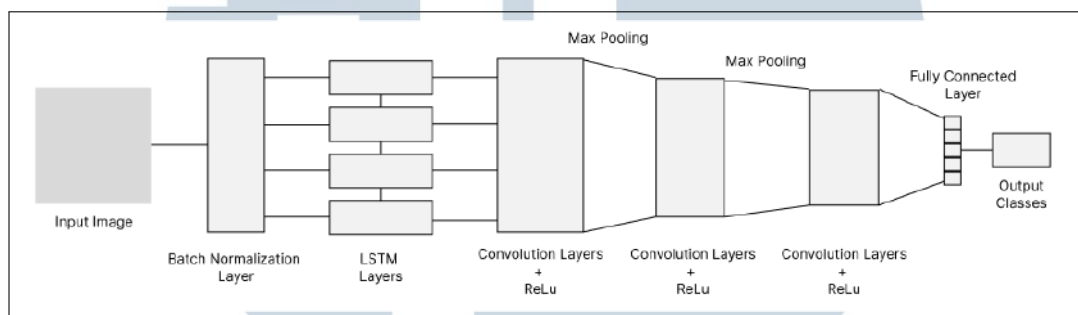 Max Pooling
Max Pooling
Fully Connected
Layer
Input Image
Batch Normalization
Layer
LSTM
Layers
Convolution Layers
+
ReLu
Convolution Layers
+
ReLu
Convolution Layers
+
ReLu
Output
Classes